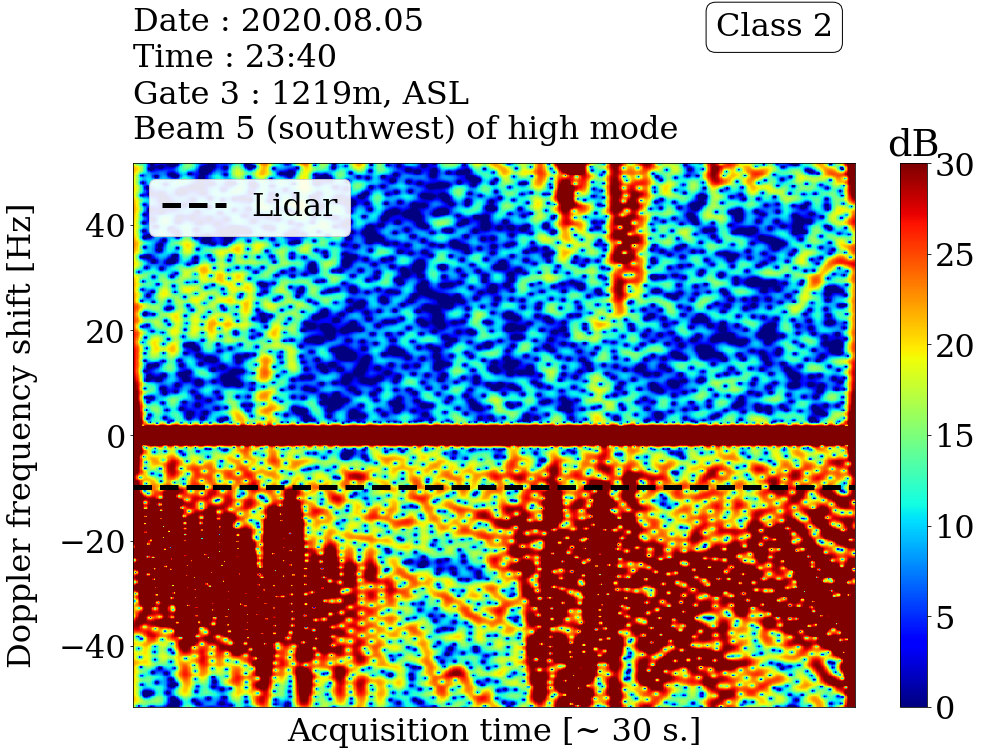 Date : 2020.08.05
Time : 23:40
Gate 3 : 1219m, ASL
Beam 5 (southwest) of high mode
Class 2
dB
Lidar
Doppler frequency shift [Hz]
40
20
0
−20
−40
Acquisition time [~ 30 s.]
30
25
20
15
10
5
0